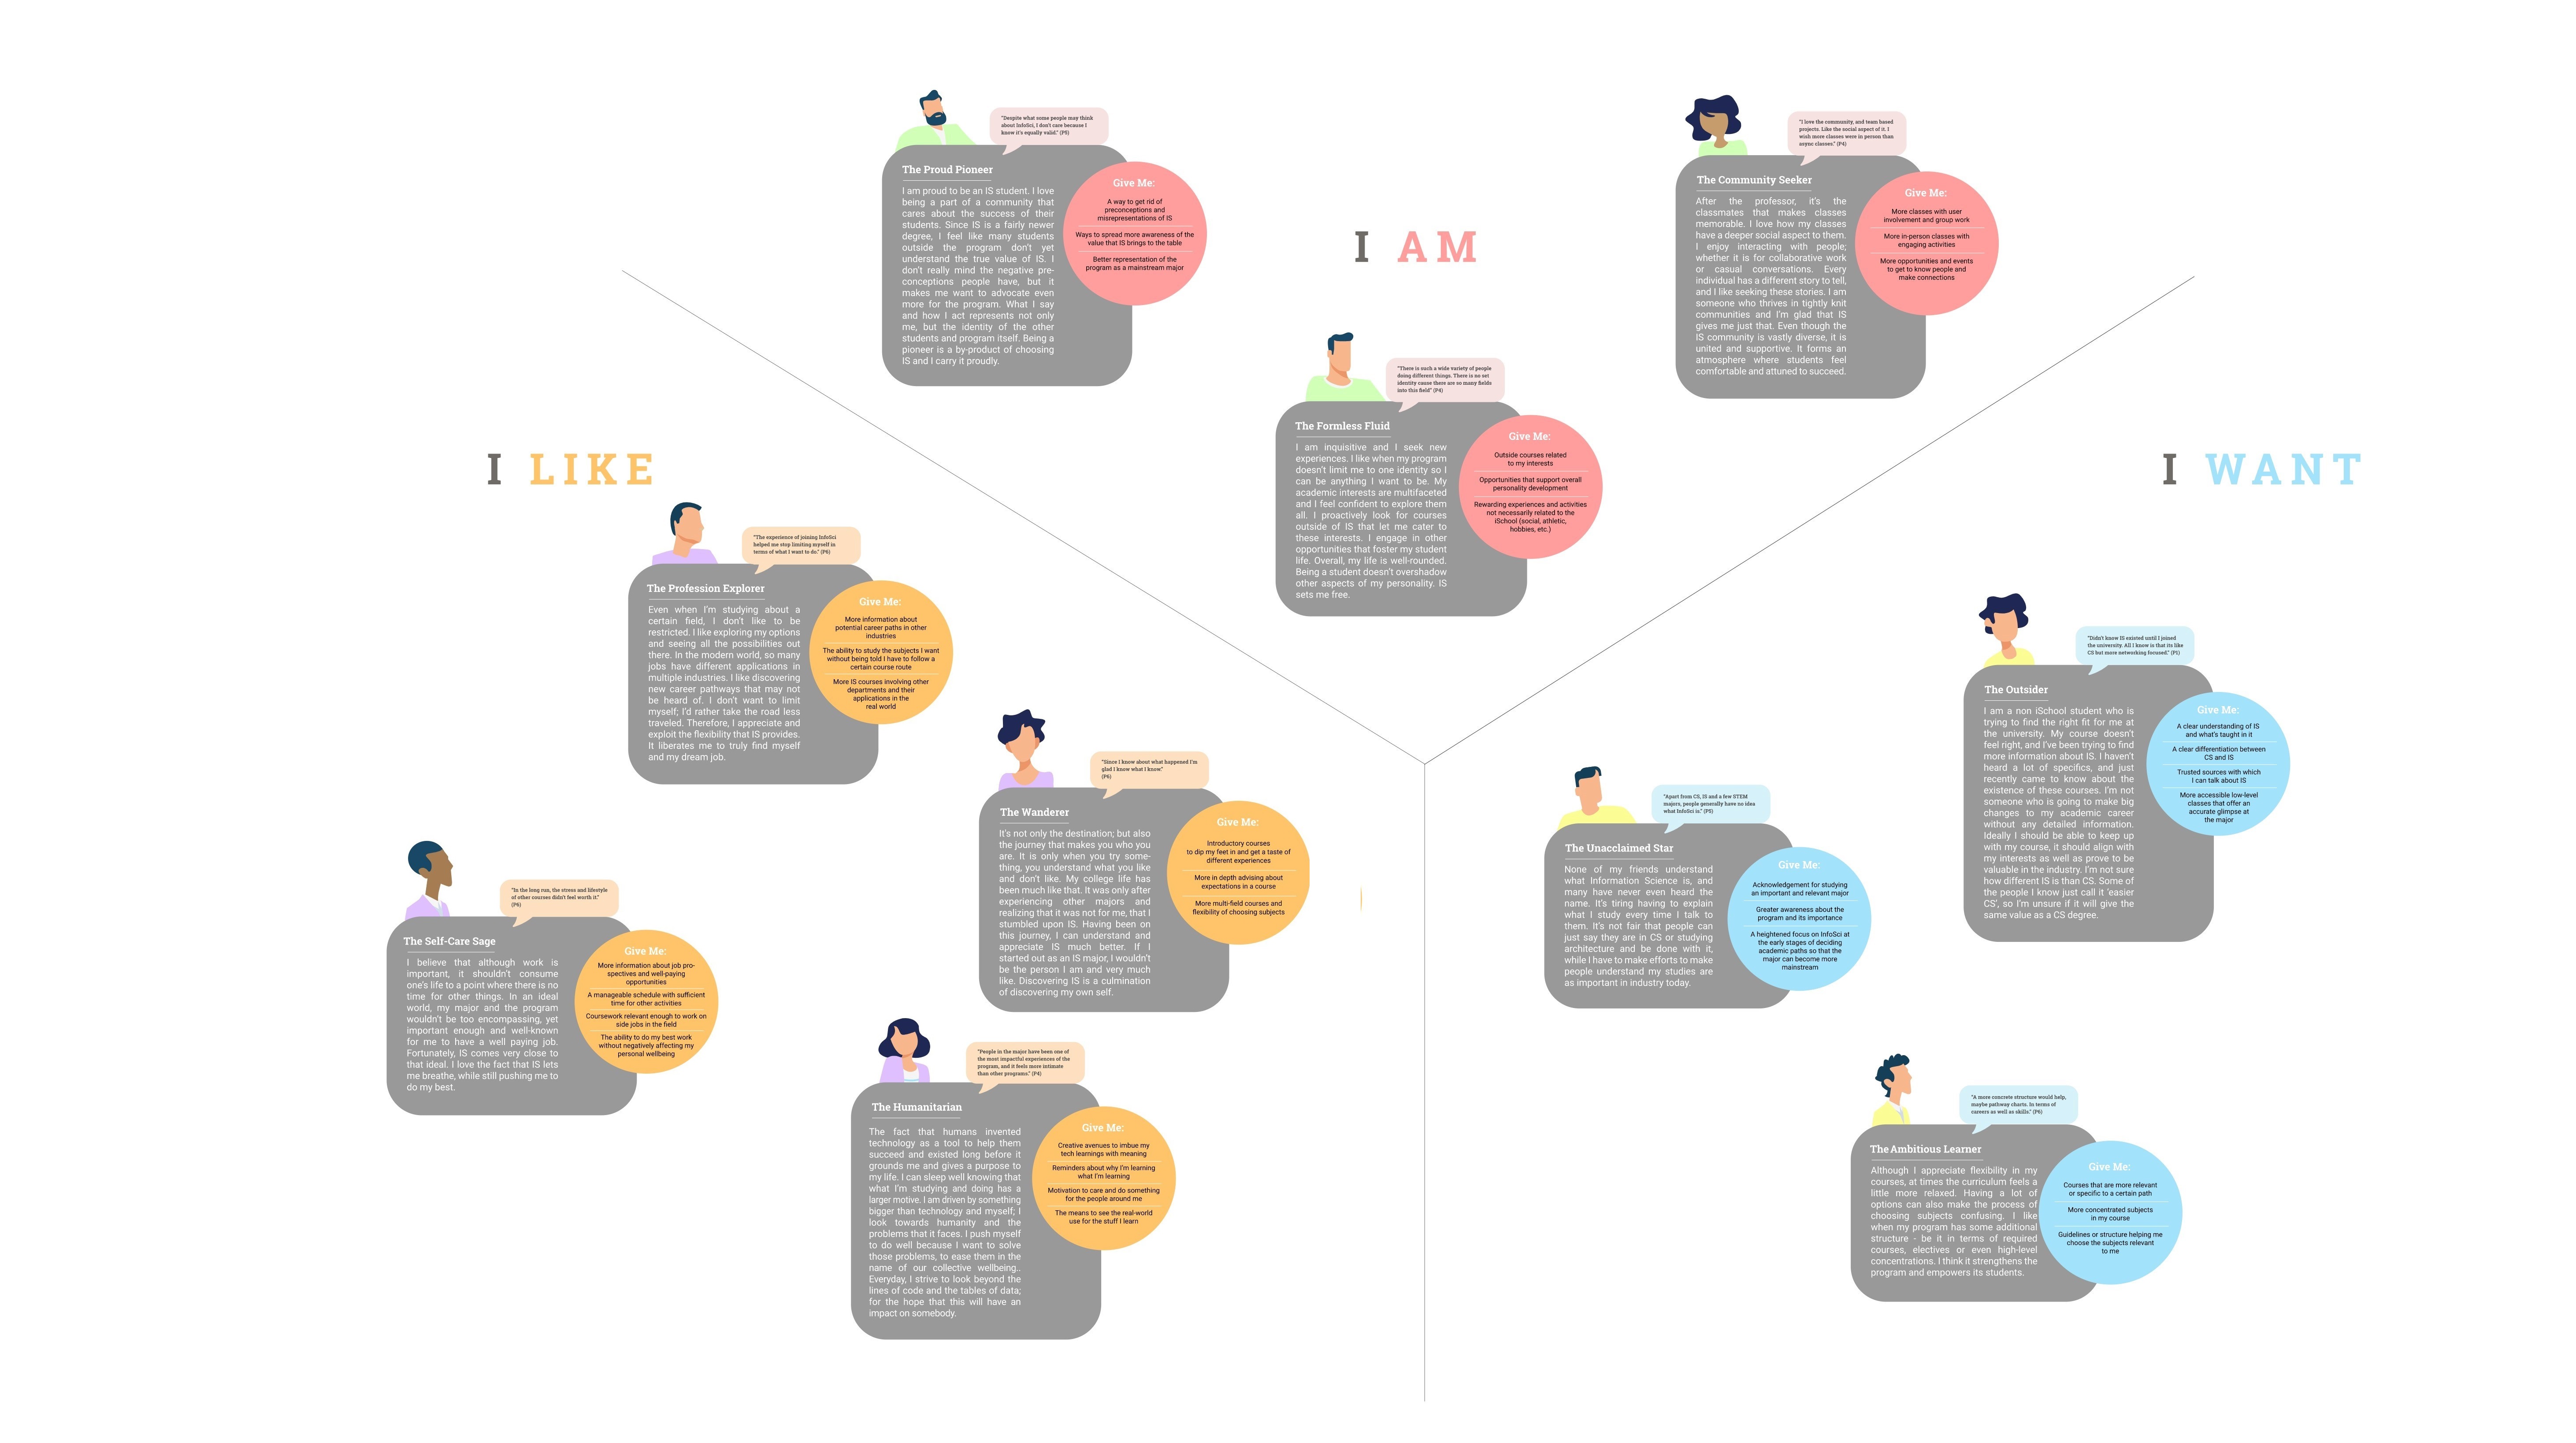 I AM
"Despite what some people may think
about InfoSci, I don't care because I
know it's equally valid." (P5)
The Proud Pioneer
I am proud to be an IS student. I love
being a part of a community that
cares about the success of their
students. Since IS is a fairly newer
degree, I feel like many students
outside the program don't yet
understand the true value of IS. I
don't really mind the negative pre-
conceptions people have, but it
makes me want to advocate even
more for the program. What I say
and how I act represents not only
me, but the identity of the other
students and program itself. Being a
pioneer is a by-product of choosing
IS and I carry it proudly.
Give Me:
A way to get rid of
preconceptions and
misrepresentations of IS
Ways to spread more awareness of the
value that IS brings to the table
Better representation of the
program as a mainstream major
"I love the community, and team based
projects. Like the social aspect of it. I
wish more classes were in person than
async classes." (P4)
The Community Seeker
After the professor, it's the
classmates that makes classes
memorable. I love how my classes
have a deeper social aspect to them.
I enjoy interacting with people;
whether it is for collaborative work
or casual conversations. Every
individual has a different story to tell,
and I like seeking these stories. I am
someone who thrives in tightly knit
communities and I'm glad that IS
gives me just that. Even though the
IS community is vastly diverse, it is
united and supportive. It forms an
atmosphere where students feel
comfortable and attuned to succeed.
Give Me:
More classes with user
involvement and group work
More in-person classes with
engaging activities
More opportunities and events
to get to know people and
make connections
"There is such a wide variety of people
doing different things. There is no set
identity cause there are so many fields
into this field" (P4)
The Formless Fluid
I am inquisitive and I seek new
experiences. I like when my program
doesn't limit me to one identity so I
can be anything I want to be. My
academic interests are multifaceted
and I feel confident to explore them
all. I proactively look for courses
outside of IS that let me cater to
these interests. I engage in other
opportunities that foster my student
life. Overall, my life is well-rounded.
Being a student doesn't overshadow
other aspects of my personality. IS
sets me free.
Give Me:
Outside courses related
to my interests
Opportunities that support overall
personality development
Rewarding experiences and activities
not necessarily related to the
iSchool (social, athletic,
hobbies, etc.)
I LIKE
"The experience of joining InfoSci
helped me stop limiting myself in
terms of what I want to do." (P6)
The Profession Explorer
Even when I'm studying about a
certain field, I don't like to be
restricted. I like exploring my options
and seeing all the possibilities out
there. In the modern world, so many
jobs have different applications in
multiple industries. I like discovering
new career pathways that may not
be heard of. I don't want to limit
myself; I'd rather take the road less
traveled. Therefore, I appreciate and
exploit the flexibility that IS provides.
It liberates me to truly find myself
and my dream job.
Give Me:
More information about
potential career paths in other
industries
The ability to study the subjects I want
without being told I have to follow a
certain course route
More IS courses involving other
departments and their
applications in the
real world
"Since I know about what happened I'm
glad I know what I know."
(P6)
The Wanderer
It's not only the destination; but also
the journey that makes you who you
are. It is only when you try some-
thing, you understand what you like
and don't like. My college life has
been much like that. It was only after
experiencing other majors and
realizing that it was not for me, that I
stumbled upon IS. Having been on
this journey, I can understand and
appreciate IS much better. If I
started out as an IS major, I wouldn't
be the person I am and very much
like. Discovering IS is a culmination
of discovering my own self.
Give Me:
Introductory courses
to dip my feet in and get a taste of
different experiences
More in depth advising about
expectations in a course
More multi-field courses and
flexibility of choosing subjects
"In the long run, the stress and lifestyle
of other courses didn't feel worth it."
(P6)
The Self-Care Sage
I believe that although work is
important, it shouldn't consume
one's life to a point where there is no
time for other things. In an ideal
world, my major and the program
wouldn't be too encompassing, yet
important enough and well-known
for me to have a well paying job.
Fortunately, IS comes very close to
that ideal. I love the fact that IS lets
me breathe, while still pushing me to
do my best.
Give Me:
More information about job pro-
spectives and well-paying
opportunities
A manageable schedule with sufficient
time for other activities
Coursework relevant enough to work on
side jobs in the field
The ability to do my best work
without negatively affecting my
personal wellbeing
"People in the major have been one of
the most impactful experiences of the
program, and it feels more intimate
than other programs." (P4)
The Humanitarian
The fact that humans invented
technology as a tool to help them
succeed and existed long before it
grounds me and gives a purpose to
my life. I can sleep well knowing that
what I'm studying and doing has a
larger motive. I am driven by something
bigger than technology and myself; I
look towards humanity and the
problems that it faces. I push myself
to do well because I want to solve
those problems, to ease them in the
name of our collective wellbeing..
Everyday, I strive to look beyond the
lines of code and the tables of data;
for the hope that this will have an
impact on somebody.
Give Me:
Creative avenues to imbue my
tech learnings with meaning
Reminders about why I'm learning
what I'm learning
Motivation to care and do something
for the people around me
The means to see the real-world
use for the stuff I learn
I WANT
"Didn't know IS existed until I joined
the university. All I know is that its like
CS but more networking focused." (P1)
The Outsider
I am a non iSchool student who is
trying to find the right fit for me at
the university. My course doesn't
feel right, and I've been trying to find
more information about IS. I haven't
heard a lot of specifics, and just
recently came to know about the
existence of these courses. I'm not
someone who is going to make big
changes to my academic career
without any detailed information.
Ideally I should be able to keep up
with my course, it should align with
my interests as well as prove to be
valuable in the industry. I'm not sure
how different IS is than CS. Some of
the people I know just call it 'easier
CS', so I'm unsure if it will give the
same value as a CS degree.
Give Me:
A clear understanding of IS
and what's taught in it
A clear differentiation between
CS and IS
Trusted sources with which
I can talk about IS
More accessible low-level
classes that offer an
accurate glimpse at
the major
"Apart from CS, IS and a few STEM
majors, people generally have no idea
what InfoSci is." (P5)
The Unacclaimed Star
None of my friends understand
what Information Science is, and
many have never even heard the
name. It's tiring having to explain
what I study every time I talk to
them. It's not fair that people can
just say they are in CS or studying
architecture and be done with it,
while I have to make efforts to make
people understand my studies are
as important in industry today.
Give Me:
Acknowledgement for studying
an important and relevant major
Greater awareness about the
program and its importance
A heightened focus on InfoSci at
the early stages of deciding
academic paths so that the
major can become more
mainstream
"A more concrete structure would help,
maybe pathway charts. In terms of
careers as well as skills." (P6)
The Ambitious Learner
Although I appreciate flexibility in my
courses, at times the curriculum feels a
little more relaxed. Having a lot of
options can also make the process of
choosing subjects confusing. I like
when my program has some additional
structure - be it in terms of required
courses, electives or even high-level
concentrations. I think it strengthens the
program and empowers its students.
Give Me:
Courses that are more relevant
or specific to a certain path
More concentrated subjects
in my course
Guidelines or structure helping me
choose the subjects relevant
to me